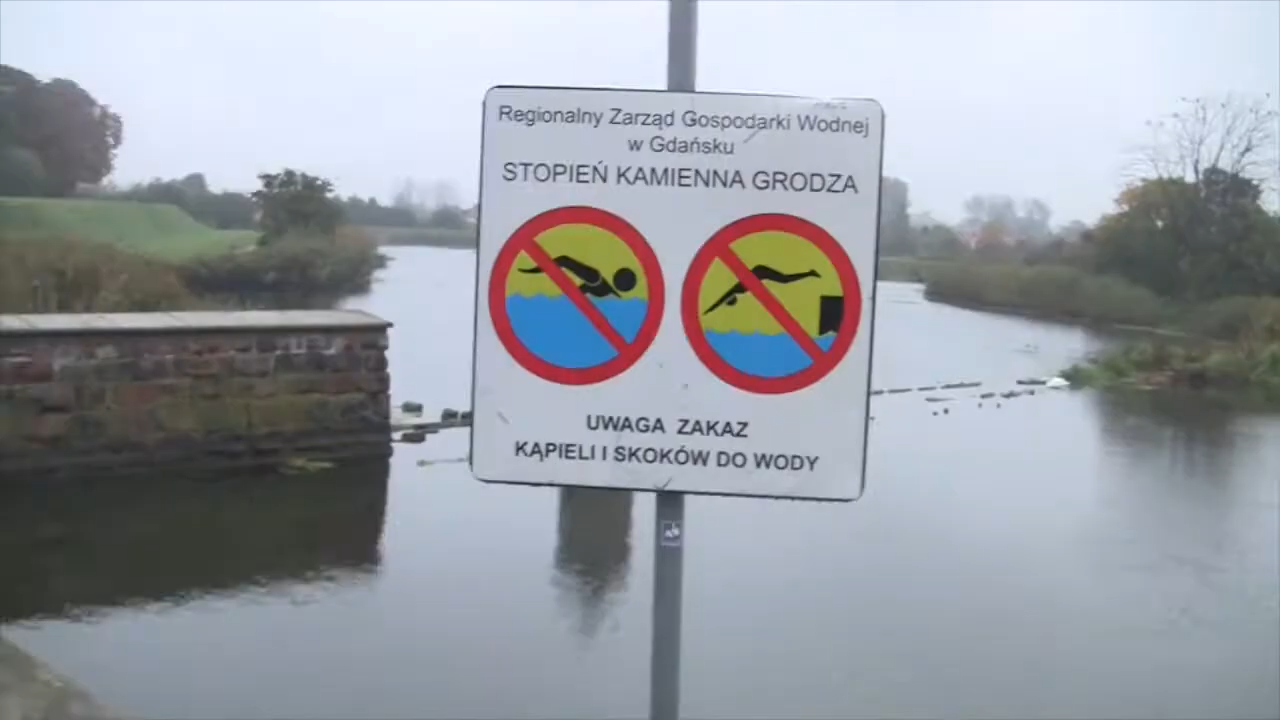 Regionalny Zarząd Gospodarki Wodnej
w Gdańsku
STOPIEŃ KAMIENNA GRODZA
UWAGA ZAKAZ
KĄPIELI I SKOKÓW DO WODY